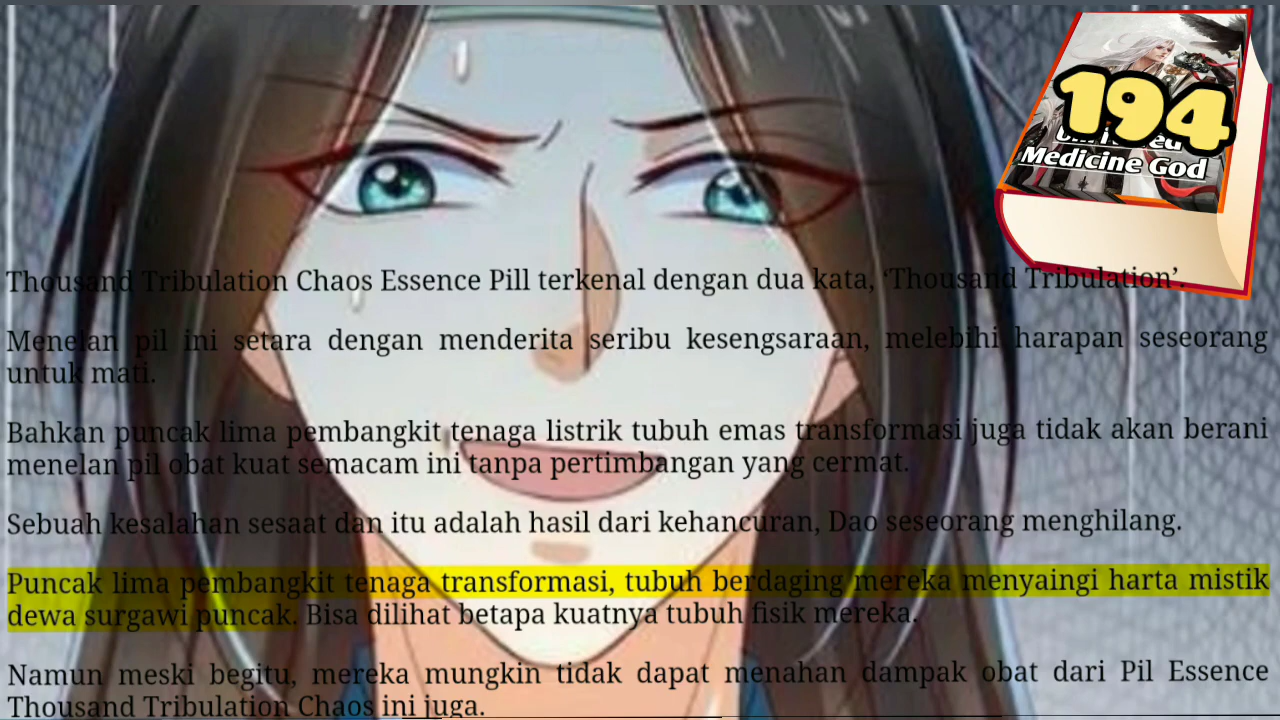 194
Medicine God
Thousand Tribulation Chaos Essence Pill terkenal dengan dua kata, ‘Thousand Tribulation’.
Menelan pil ini setara dengan menderita seribu kesengsaraan, melebihi harapan seseorang
untuk mati.
Bahkan puncak lima pembangkit tenaga listrik tubuh emas transformasi juga tidak akan berani
menelan pil obat kuat semacam ini tanpa pertimbangan yang cermat.
Sebuah kesalahan sesaat dan itu adalah hasil dari kehancuran, Dao seseorang menghilang.
Puncak lima pembangkit tenaga transformasi, tubuh berdaging mereka menyaingi harta mistik
dewa surgawi puncak. Bisa dilihat betapa kuatnya tubuh fisik mereka.
Namun meski begitu, mereka mungkin tidak dapat menahan dampak obat dari Pil Essence
Thousand Tribulation Chaos ini juga.